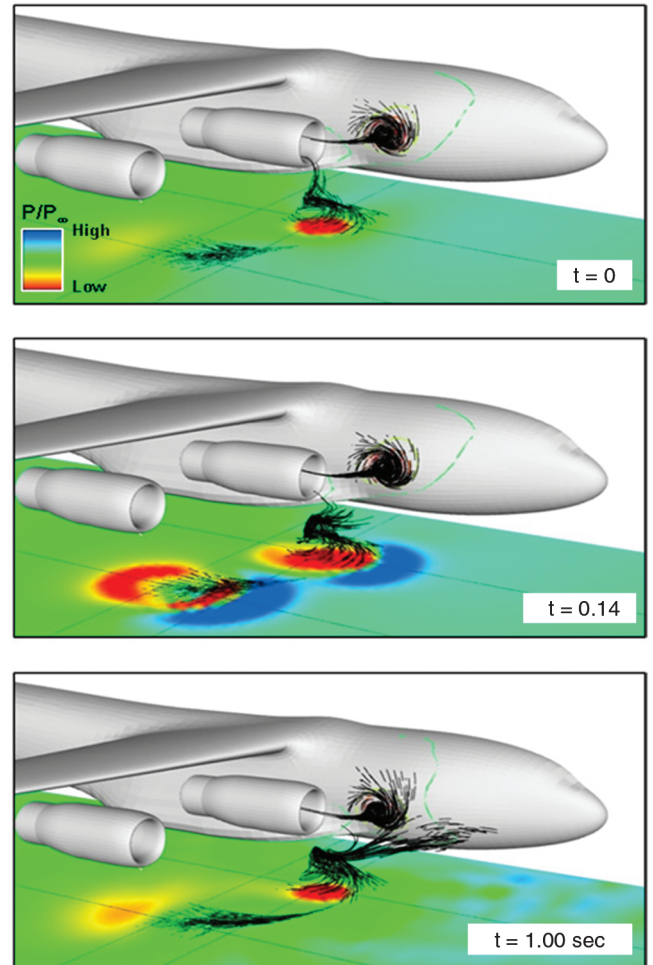 P/P∞
High
Low
t = 0
t = 0.14
t = 1.00 sec